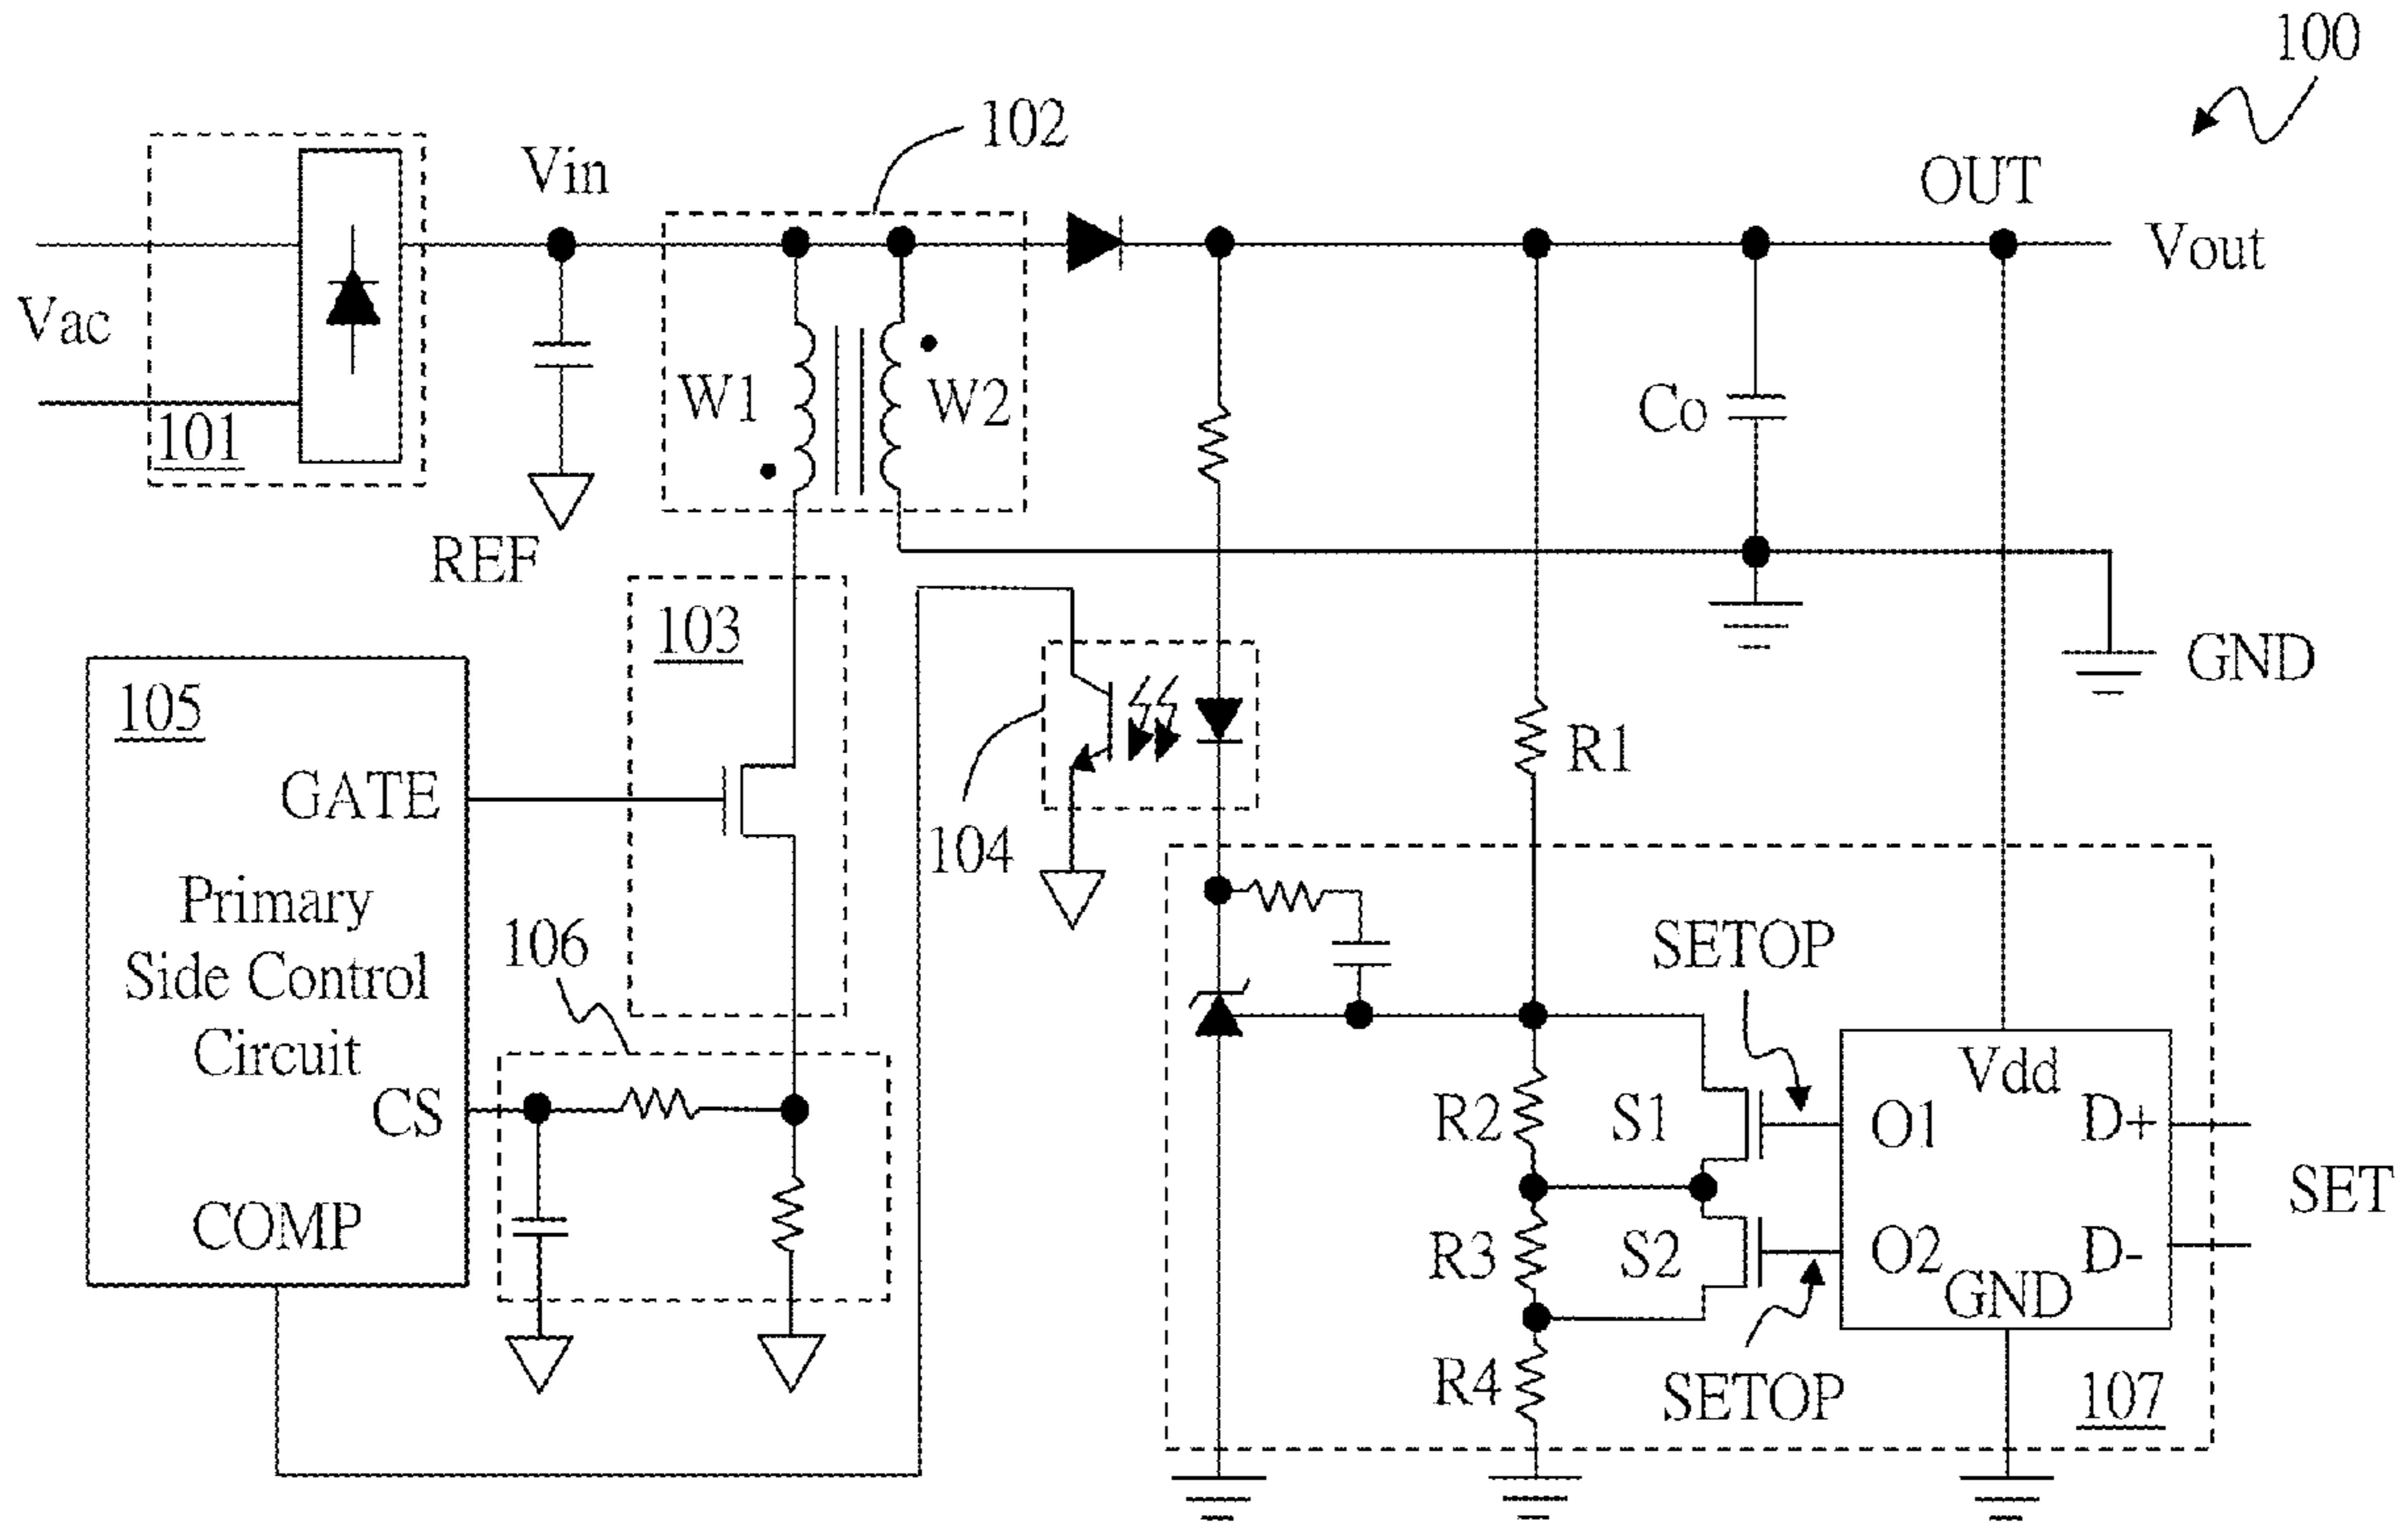 100
102
Vin
OUT
Vout
Vac
W1
W2
Co
101
REF
103
GND
105
R1
GATE
104
Primary
Side Control
Circuit
106
SETOP
CS
Vdd
R2
S1
O1
D+
SET
COMP
R3
S2
O2
D-
GND
R4
SETOP
107